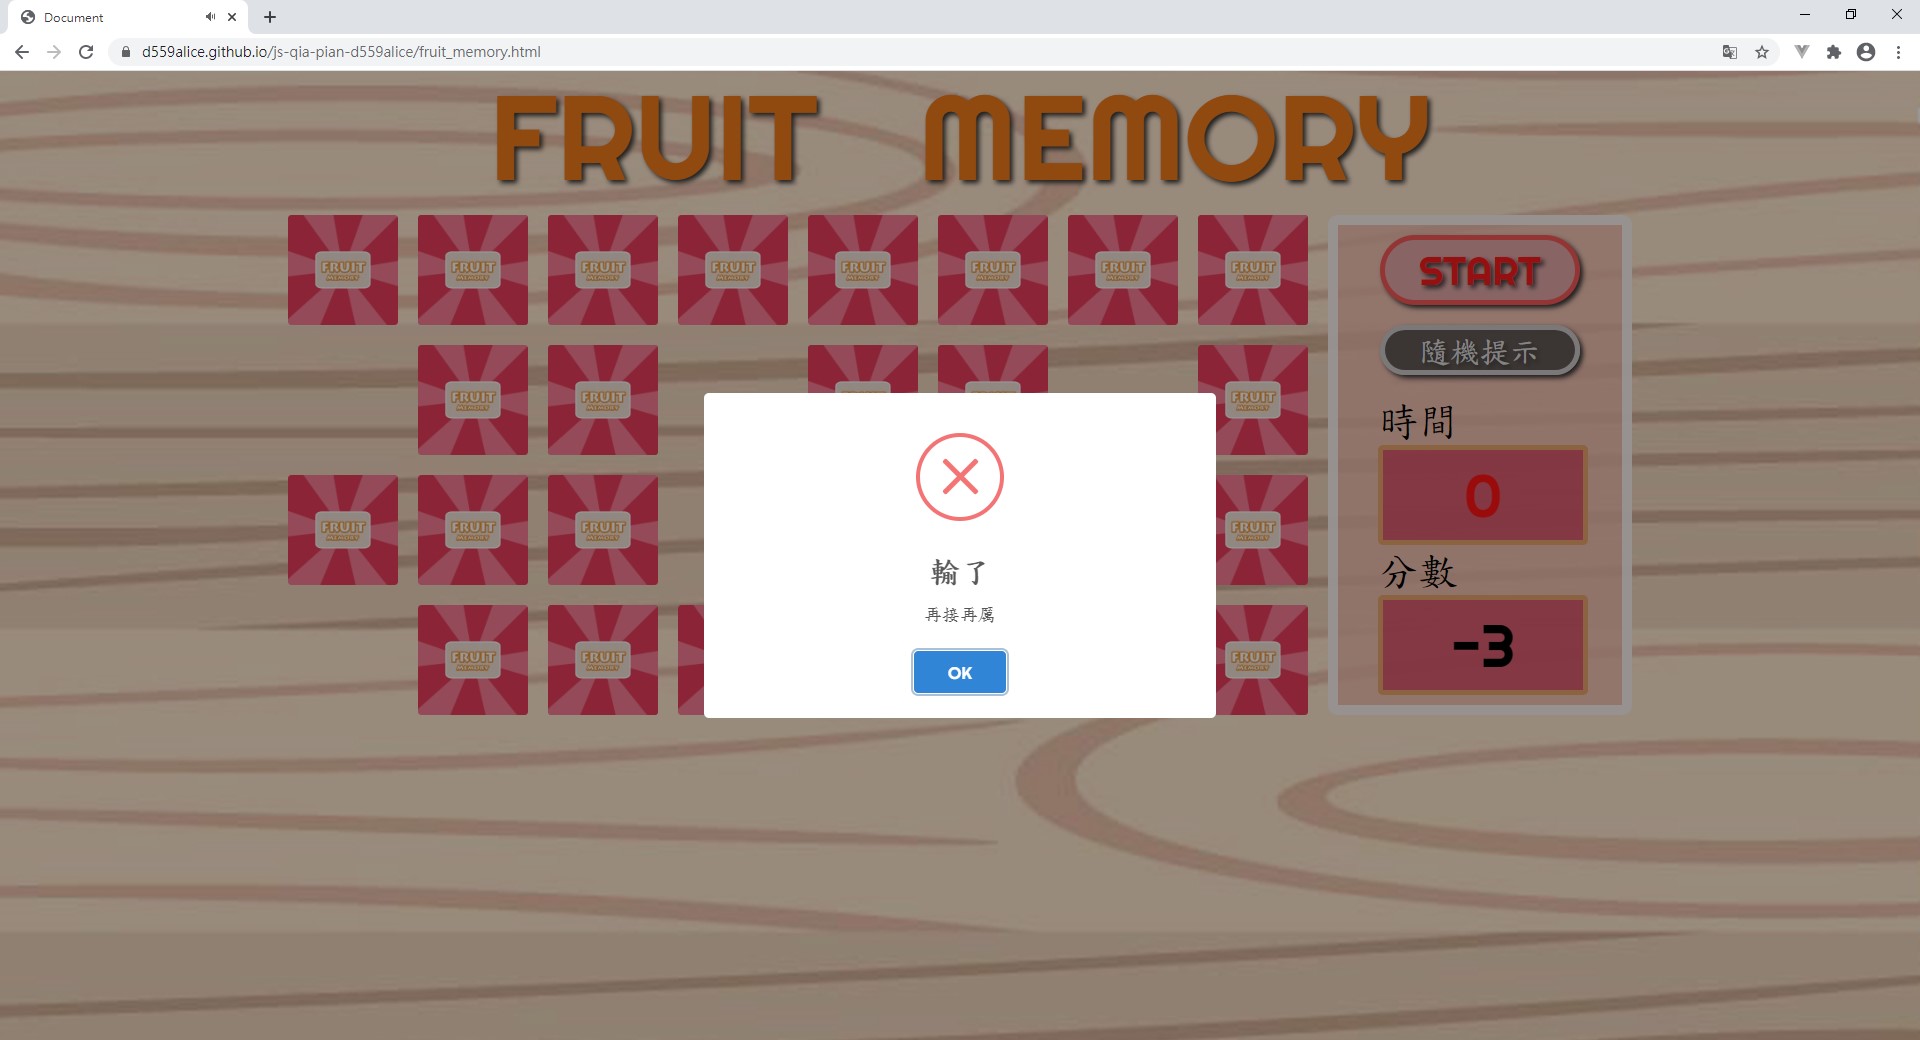 Document
d559alice.github.io/js-qia-pian-d559alice/fruit_memory.html
FRUIT MEMORY
FRUIT MEMORY FRUIT MEMORY FRUIT MEMORY FRUIT MEMORY FRUIT MEMORY FRUIT MEMORY FRUIT MEMORY FRUIT MEMORY
START
隨機提示
FRUIT MEMORY FRUIT MEMORY FRUIT FRUIT FRUIT MEMORY
時間
0
FRUIT MEMORY FRUIT MEMORY FRUIT MEMORY FRUIT MEMORY
輸了
再接再厲
OK
分數
-3
FRUIT MEMORY FRUIT MEMORY FRUIT MEMORY